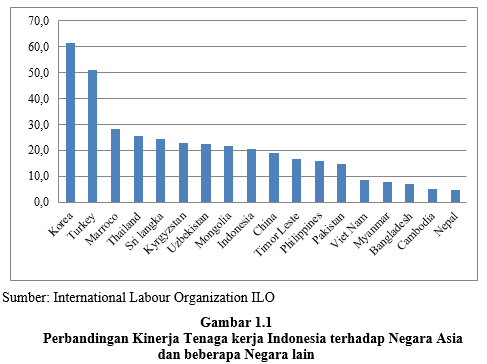 70,0
60,0
50,0
40,0
30,0
20,0
10,0
0,0
Korea
Turkey
Marroco
Thailand
Sri langka
Kyrgyzstan
Uzbekistan
Mongolia
Indonesia
China
Timor Leste
Philippines
Pakistan
Viet Nam
Myanmar
Bangladesh
Cambodia
Nepal
Sumber: International Labour Organization ILO
Gambar 1.1
Perbandingan Kinerja Tenaga kerja Indonesia terhadap Negara Asia
dan beberapa Negara lain